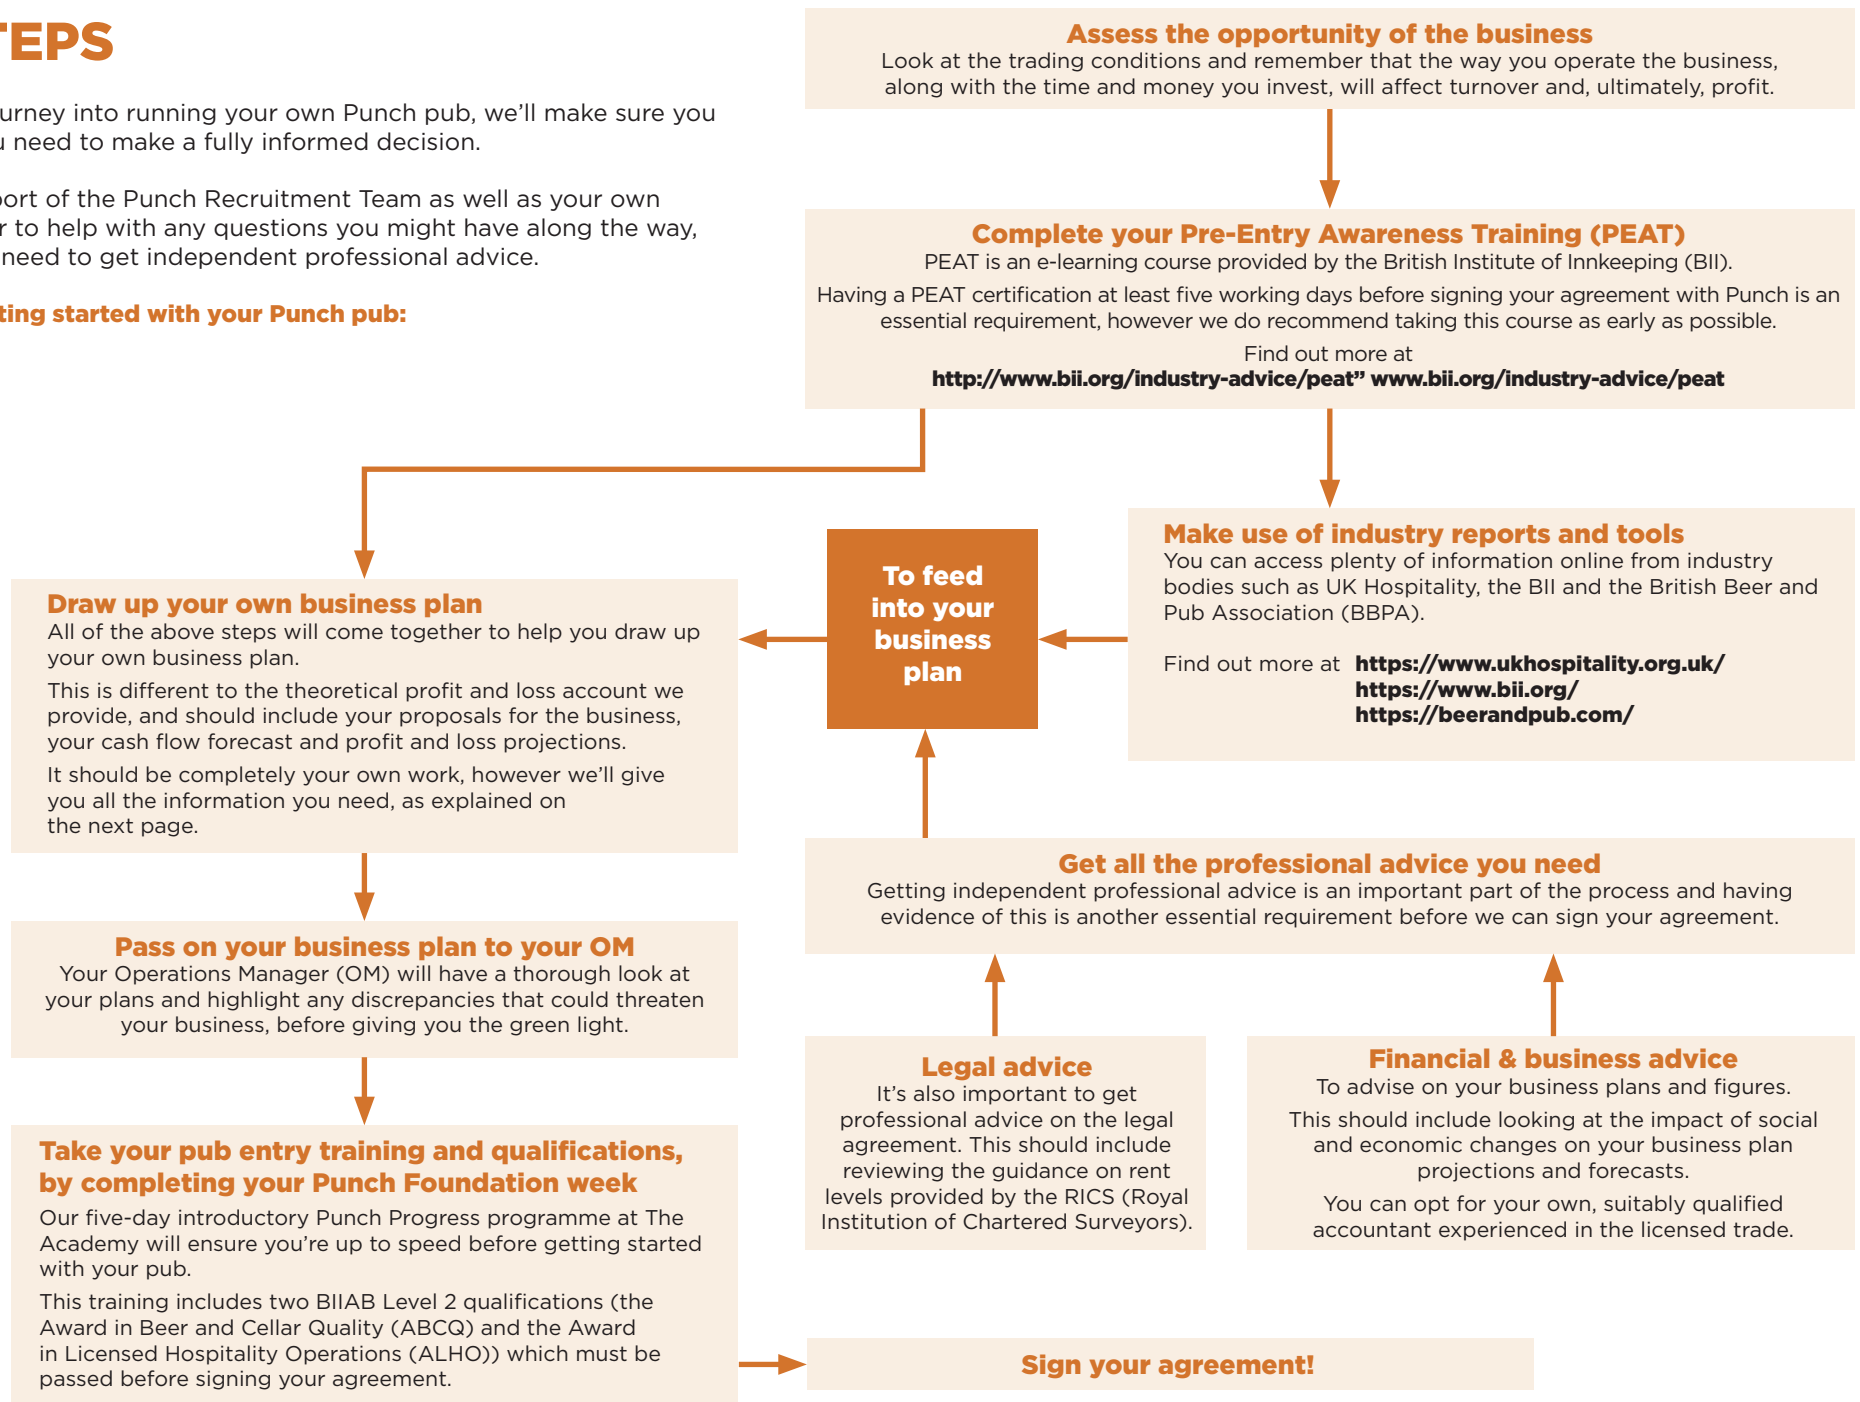 TEPS
urney into running your own Punch pub, we'll make sure you
u need to make a fully informed decision.
port of the Punch Recruitment Team as well as your own
r to help with any questions you might have along the way,
need to get independent professional advice.
ting started with your Punch pub:
Assess the opportunity of the business
Look at the trading conditions and remember that the way you operate the business,
along with the time and money you invest, will affect turnover and, ultimately, profit.
Complete your Pre-Entry Awareness Training (PEAT)
PEAT is an e-learning course provided by the British Institute of Innkeeping (BII).
Having a PEAT certification at least five working days before signing your agreement with Punch is an
essential requirement, however we do recommend taking this course as early as possible.
Find out more at
http://www.bii.org/industry-advice/peat” www.bii.org/industry-advice/peat
Make use of industry reports and tools
You can access plenty of information online from industry
bodies such as UK Hospitality, the BII and the British Beer and
Pub Association (BBPA).
Find out more at https://www.ukhospitality.org.uk/
https://www.bii.org/
https://beerandpub.com/
To feed
into your
business
plan
Draw up your own business plan
All of the above steps will come together to help you draw up
your own business plan.
This is different to the theoretical profit and loss account we
provide, and should include your proposals for the business,
your cash flow forecast and profit and loss projections.
It should be completely your own work, however we'll give
you all the information you need, as explained on
the next page.
Get all the professional advice you need
Getting independent professional advice is an important part of the process and having
evidence of this is another essential requirement before we can sign your agreement.
Legal advice
It's also important to get
professional advice on the legal
agreement. This should include
reviewing the guidance on rent
levels provided by the RICS (Royal
Institution of Chartered Surveyors).
Financial & business advice
To advise on your business plans and figures.
This should include looking at the impact of social
and economic changes on your business plan
projections and forecasts.
You can opt for your own, suitably qualified
accountant experienced in the licensed trade.
Pass on your business plan to your OM
Your Operations Manager (OM) will have a thorough look at
your plans and highlight any discrepancies that could threaten
your business, before giving you the green light.
Take your pub entry training and qualifications,
by completing your Punch Foundation week
Our five-day introductory Punch Progress programme at The
Academy will ensure you're up to speed before getting started
with your pub.
This training includes two BIIAB Level 2 qualifications (the
Award in Beer and Cellar Quality (ABCQ) and the Award
in Licensed Hospitality Operations (ALHO)) which must be
passed before signing your agreement.
Sign your agreement!